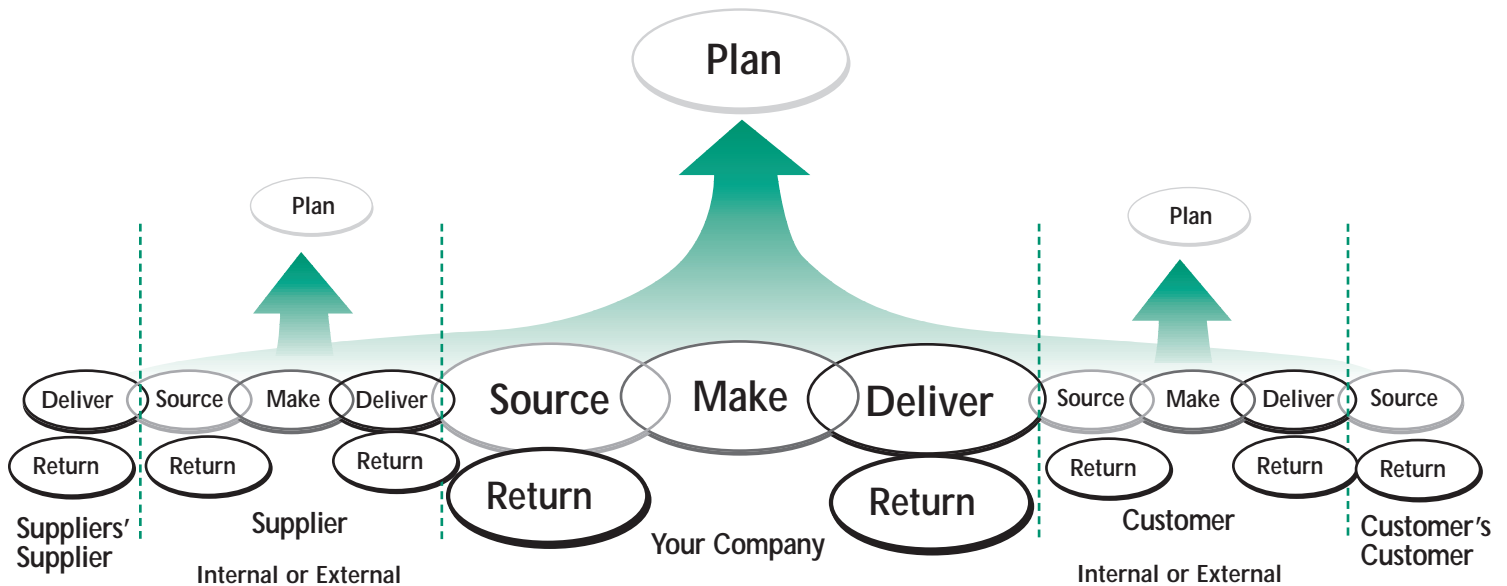 Plan
Plan
Plan
Deliver
Source
Make
Deliver
Source
Make
Deliver
Source
Make
Deliver
Source
Return
Return
Return
Return
Return
Return
Return
Return
Suppliers'
Supplier
Supplier
Internal or External
Your Company
Customer
Internal or External
Customer's
Customer